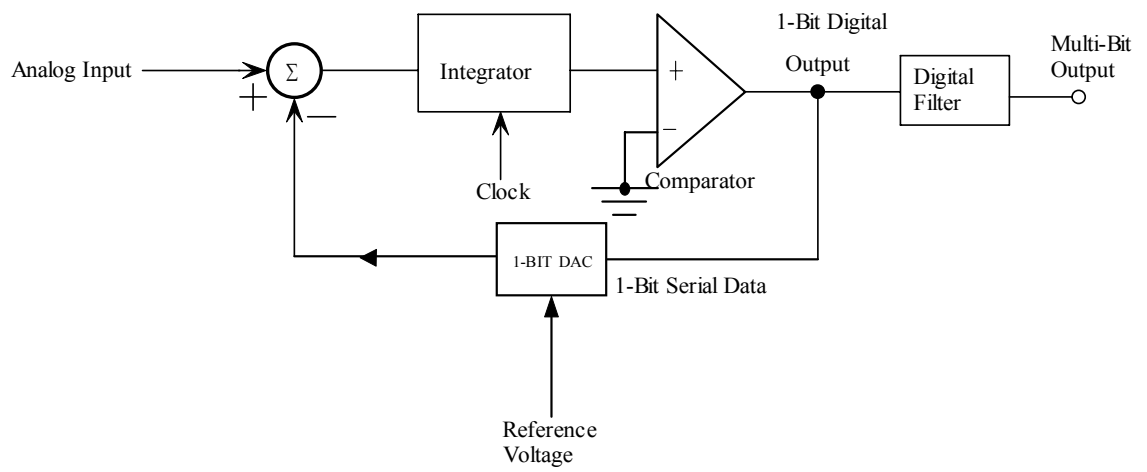 1-Bit Digital
Output
Multi-Bit
Output
Analog Input
Σ
Integrator
+
Digital
Filter
+
−
−
Clock
Comparator
1-BIT DAC
1-Bit Serial Data
Reference
Voltage